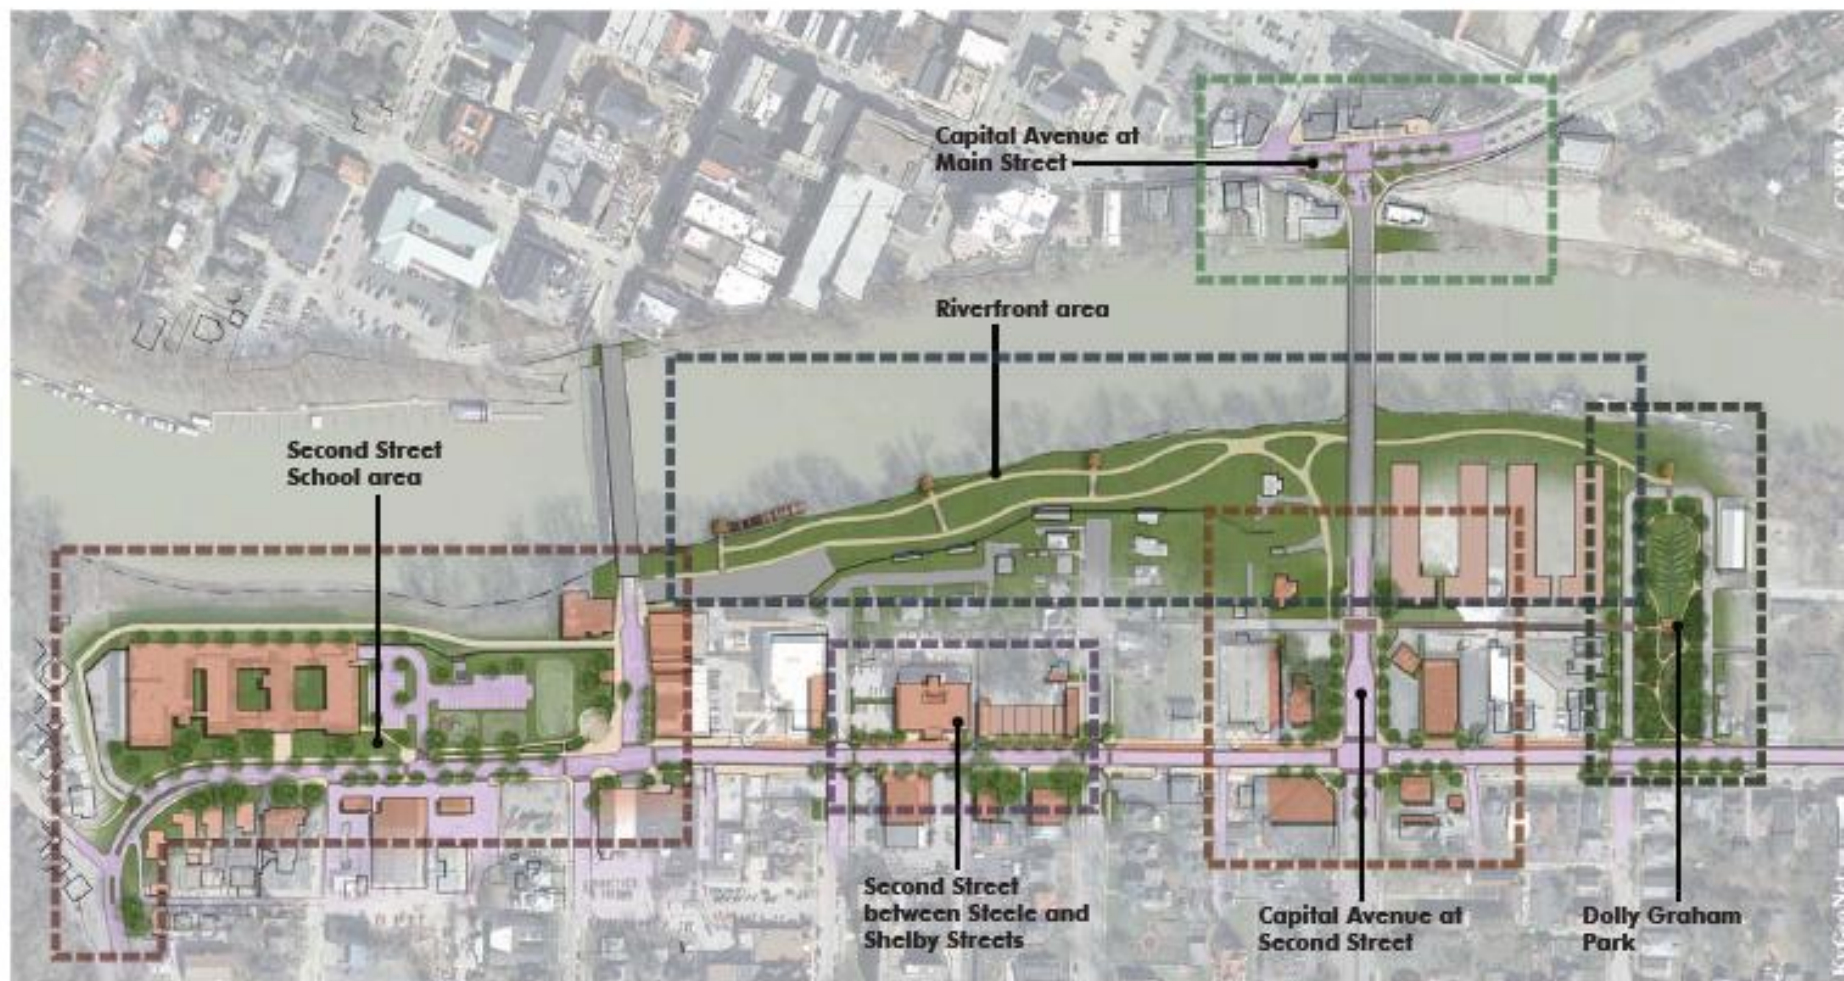 Capital Avenue at
Main Street
Riverfront area
Second Street
School area
Second Street
between Steele and
Shelby Streets
Capital Avenue at
Second Street
Dolly Graham
Park